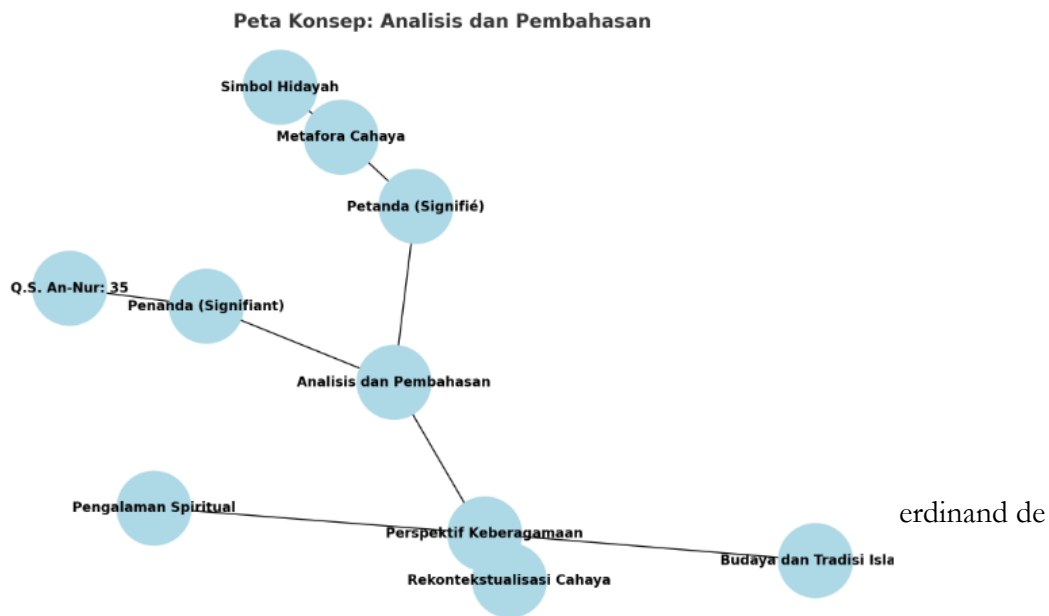 Peta Konsep: Analisis dan Pembahasan
Simbol Hidayah
Metafora Cahaya
Petanda (Signifié)
Q.S. An-Nur: 35
Penanda (Signifiant)
Analisis dan Pembahasan
Pengalaman Spiritual
erdinand de
Perspektif Keberagamaan
Budaya dan Tradisi Isla
Rekontekstualisasi Cahaya